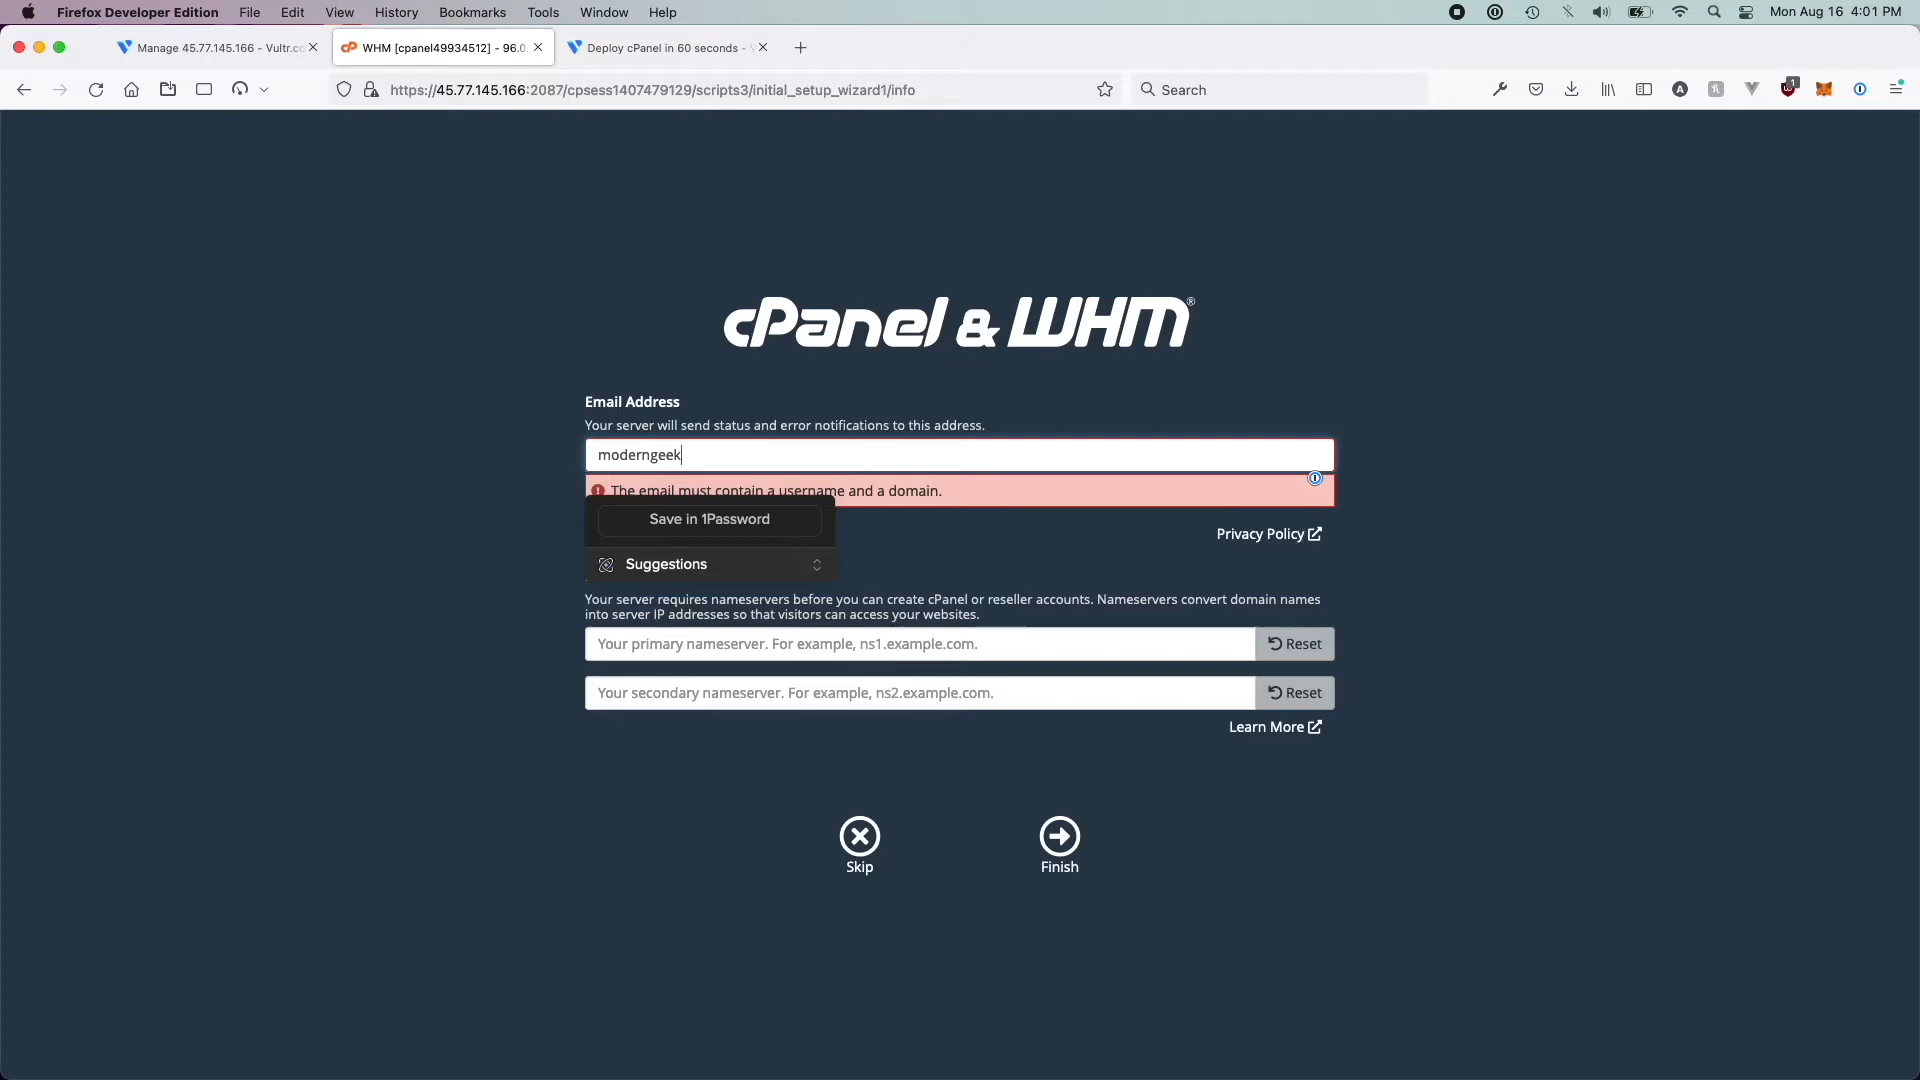 Firefox Developer Edition File Edit View History Bookmarks Tools Window Help Mon Aug 16 4:01 PM
Manage 45.77.145.166 - Vultr.co WHM [cpanel49934512] - 96.0. Deploy cPanel in 60 seconds -
https://45.77.145.166:2087/cpsess1407479129/scripts3/initial_setup_wizard1/info Search
1
cPanel & WHM®
Email Address
Your server will send status and error notifications to this address.
moderngeek
The email must contain a username and a domain.
Save in 1Password
Privacy Policy
Suggestions
Your server requires nameservers before you can create cPanel or reseller accounts. Nameservers convert domain names
into server IP addresses so that visitors can access your websites.
Your primary nameserver. For example, ns1.example.com. Reset
Your secondary nameserver. For example, ns2.example.com. Reset
Learn More
Skip Finish